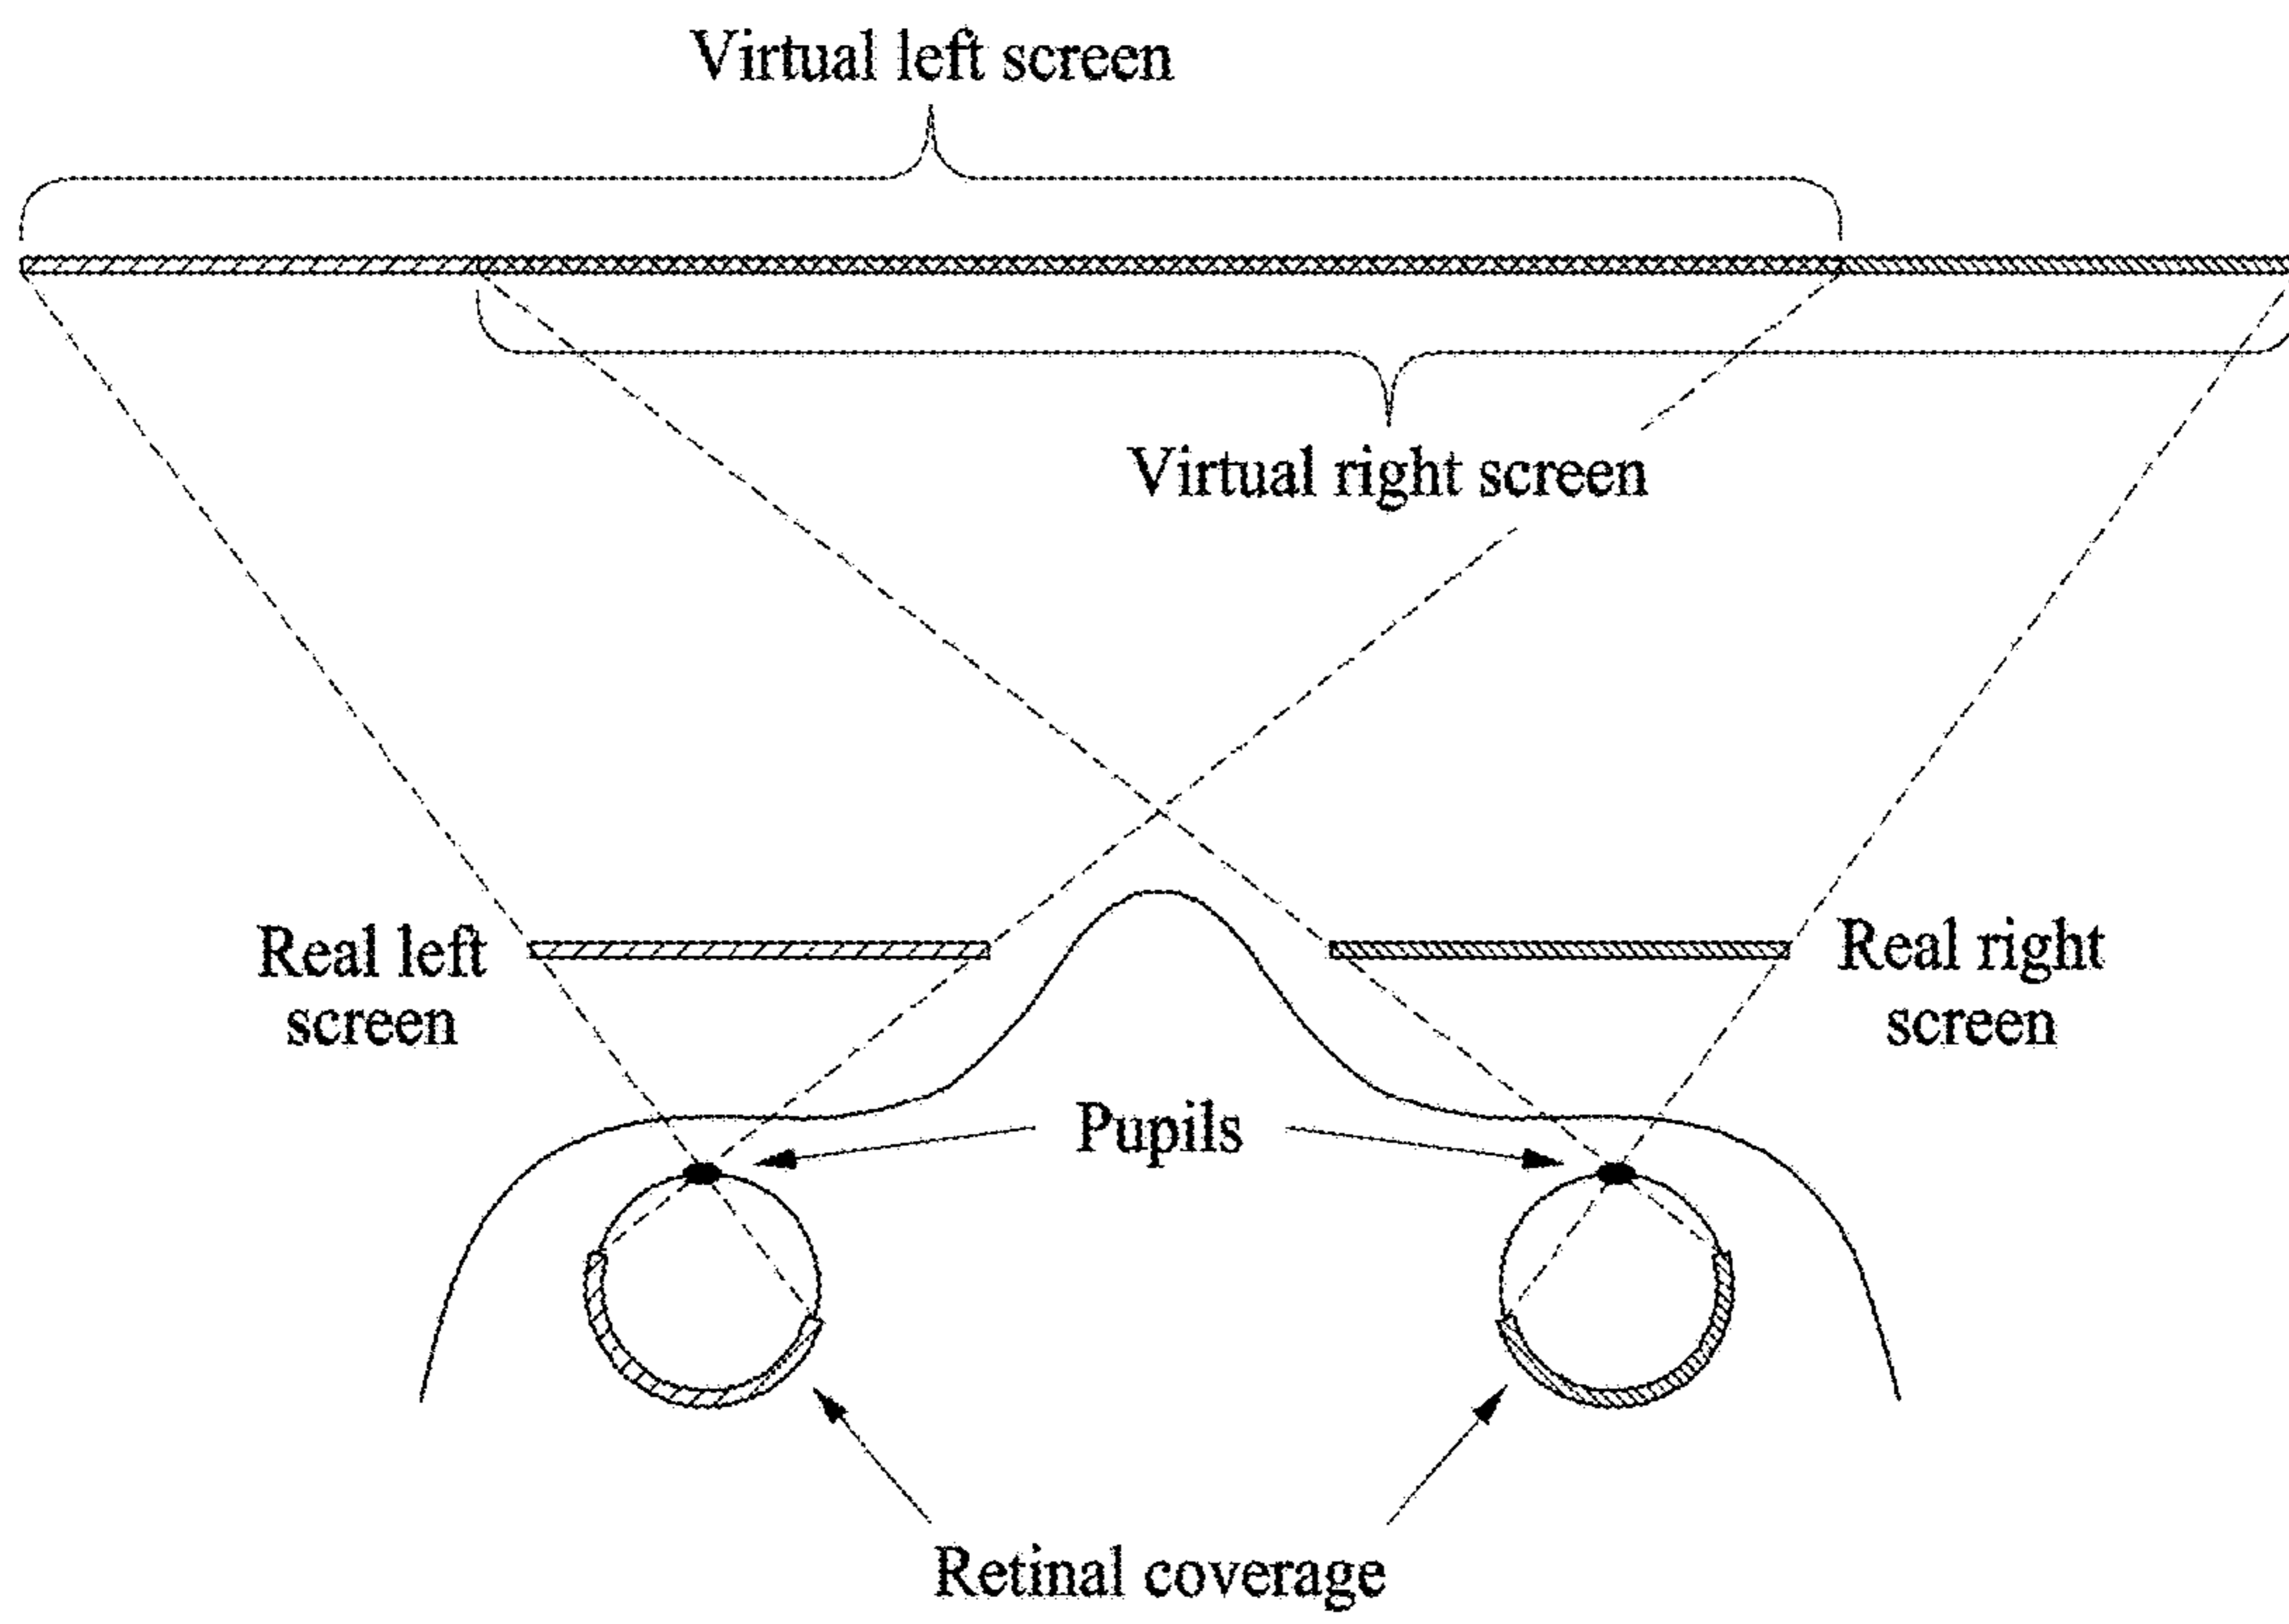 Virtual left screen
Virtual right screen
Real left
screen
Real right
screen
Pupils
Retinal coverage